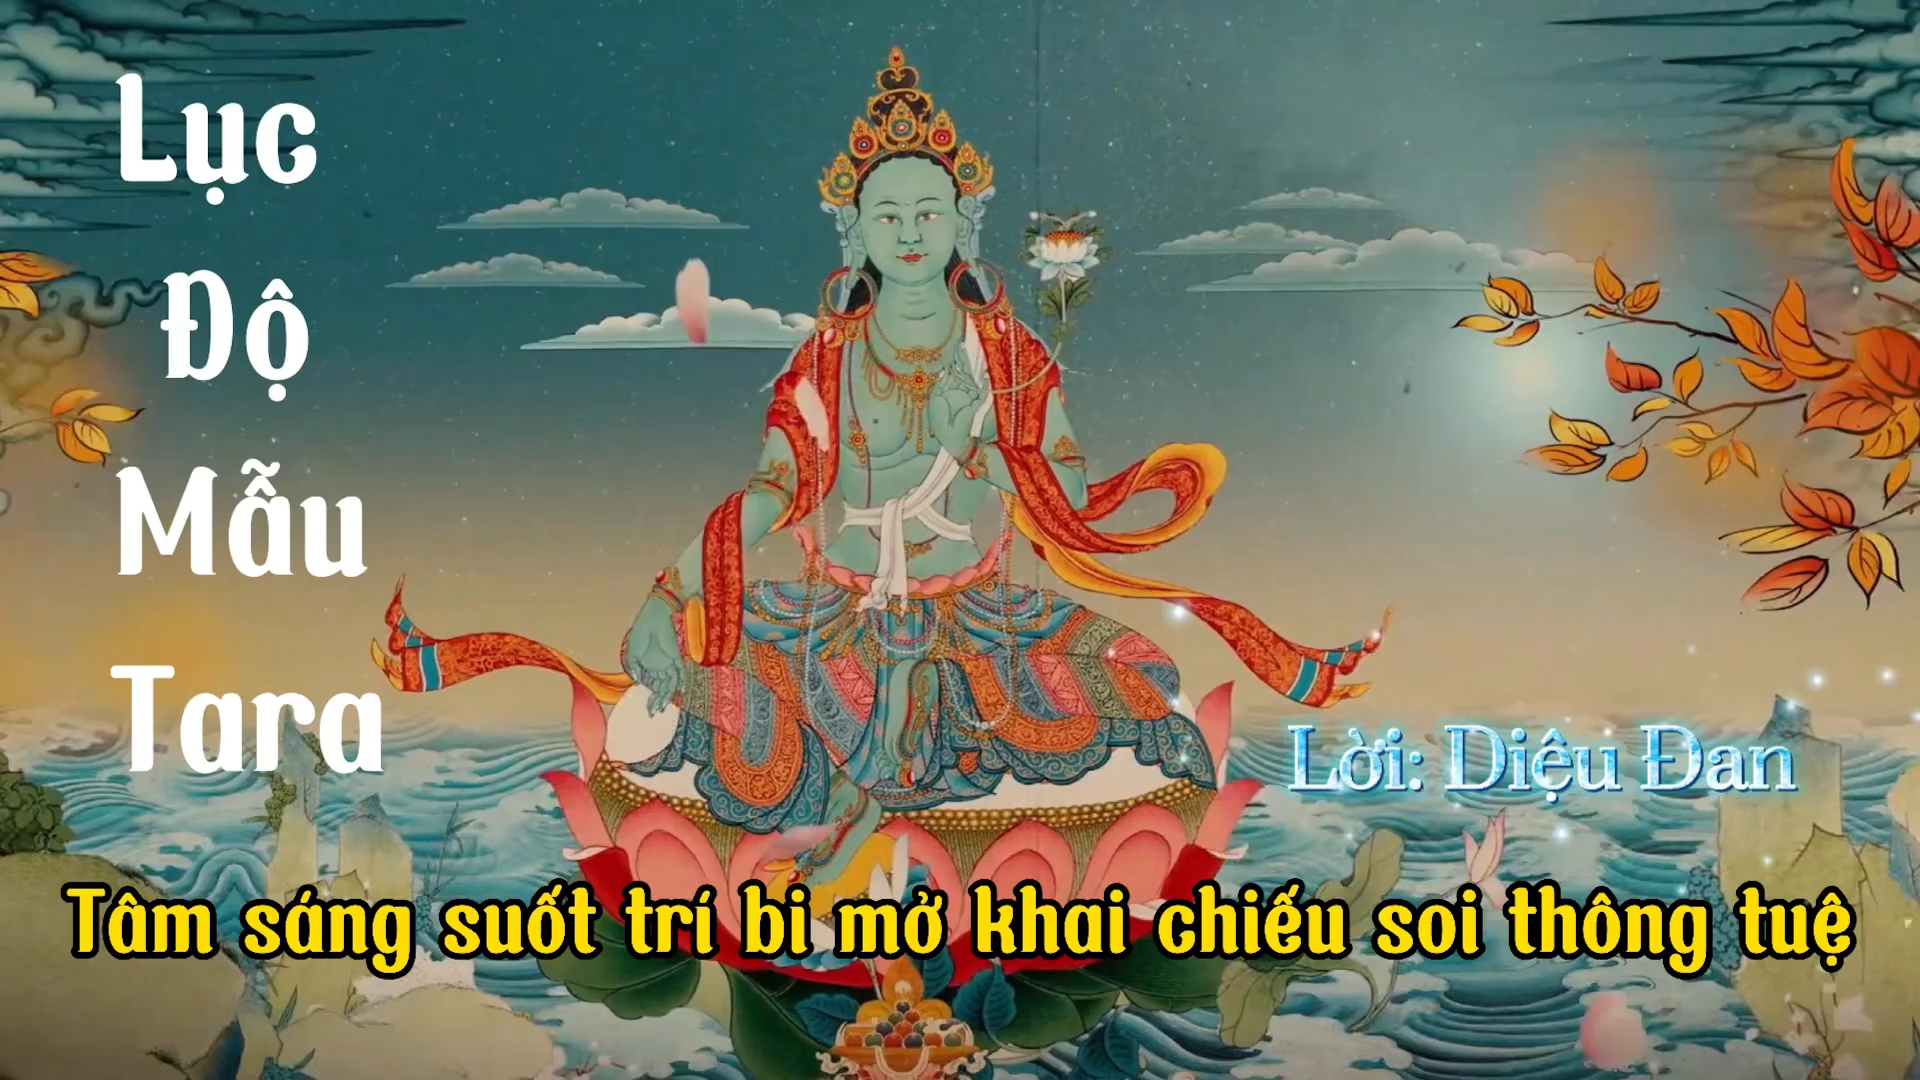 Lục
Độ
Mẫu
Tara
Lời: Diệu Đan
Tâm sáng suốt trí bi mở khai chiếu soi thông tuệ